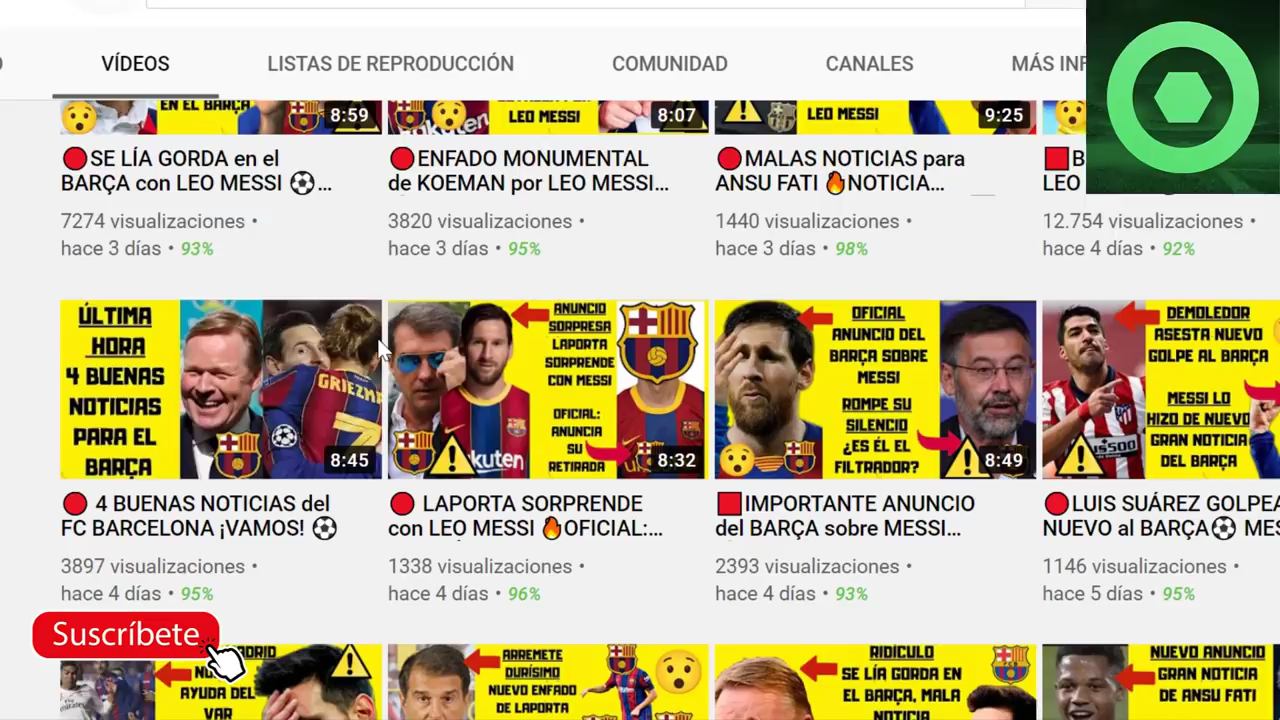 VÍDEOS
LISTAS DE REPRODUCCIÓN
COMUNIDAD
CANALES
MÁS INF
EN EL BARÇA
8:59
8:07
LEO MESSI
9:25
LEO MESSI
🔴SE LÍA GORDA en el
BARÇA con LEO MESSI ⚽...
7274 visualizaciones •
hace 3 días • 93%
🔴ENFADO MONUMENTAL
de KOEMAN por LEO MESSI...
3820 visualizaciones •
hace 3 días • 95%
🔴MALAS NOTICIAS para
ANSU FATI 🔥NOTICIA...
1440 visualizaciones •
hace 3 días • 98%
🟥B
LEO
12.754 visualizaciones •
hace 4 días • 92%
ÚLTIMA
HORA
4 BUENAS
NOTICIAS
PARA EL
BARÇA
GRIEZM
7
8:45
ANUNCIO
SORPRESA
LAPORTA
SORPRENDE
CON MESSI
OFICIAL:
ANUNCIA
SU
RETIRADA
kuten
8:32
OFICIAL
ANUNCIO DEL
BARÇA SOBRE
MESSI
ROMPE SU
SILENCIO
¿ES ÉL EL
FILTRADOR?
8:49
DEMOLEDOR
ASESTA NUEVO
GOLPE AL BARÇA
MESSI LO
HIZO DE NUEVO
GRAN NOTICIA
DEL BARÇA
🔴 4 BUENAS NOTICIAS del
FC BARCELONA ¡VAMOS! ⚽
3897 visualizaciones •
hace 4 días • 95%
🔴 LAPORTA SORPRENDE
con LEO MESSI 🔥OFICIAL:...
1338 visualizaciones •
hace 4 días • 96%
🟥IMPORTANTE ANUNCIO
del BARÇA sobre MESSI...
2393 visualizaciones •
hace 4 días • 93%
🔴LUIS SUÁREZ GOLPEA
NUEVO al BARÇA⚽ MES
1146 visualizaciones •
hace 5 días • 95%
Suscríbete
AYUDA DEL
VAR
ARREMETE
DURÍSIMO
NUEVO ENFADO
DE LAPORTA
RIDÍCULO
SE LÍA GORDA EN
EL BARÇA, MALA
NOTICIA
NUEVO ANUNCIO
GRAN NOTICIA
DE ANSU FATI